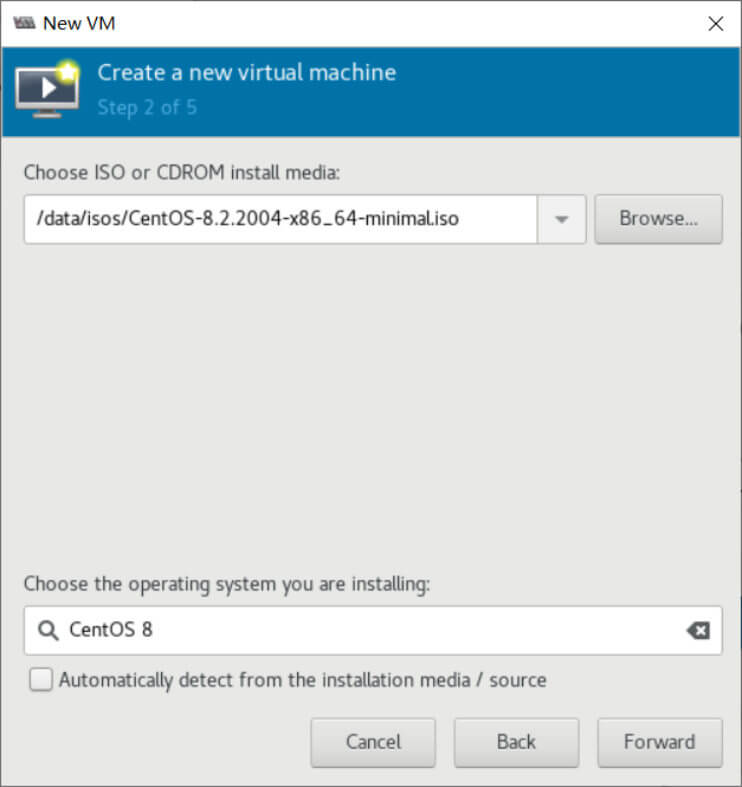 New VM
Create a new virtual machine
Step 2 of 5
Choose ISO or CDROM install media:
/data/isos/CentOS-8.2.2004-x86_64-minimal.iso
Browse...
Choose the operating system you are installing:
CentOS 8
Automatically detect from the installation media / source
Cancel Back Forward